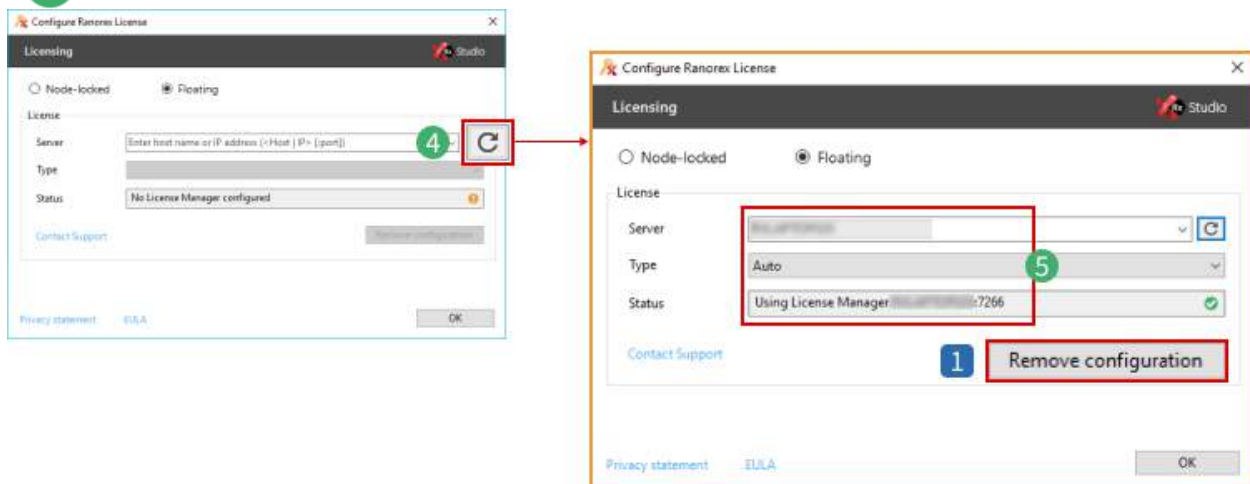 Configure Ranorex License
Licensing
Rx Studio
Node-locked
Floating
License
Server
Enter host name or IP address (<Host | IP> [:port])
4
Type
Status
No License Manager configured
Contact Support
Remove configuration
Privacy statement
EULA
OK
Configure Ranorex License
Licensing
Rx Studio
Node-locked
Floating
License
Server
Type
Auto
5
Status
Using License Manager
:7266
Contact Support
1
Remove configuration
Privacy statement
EULA
OK